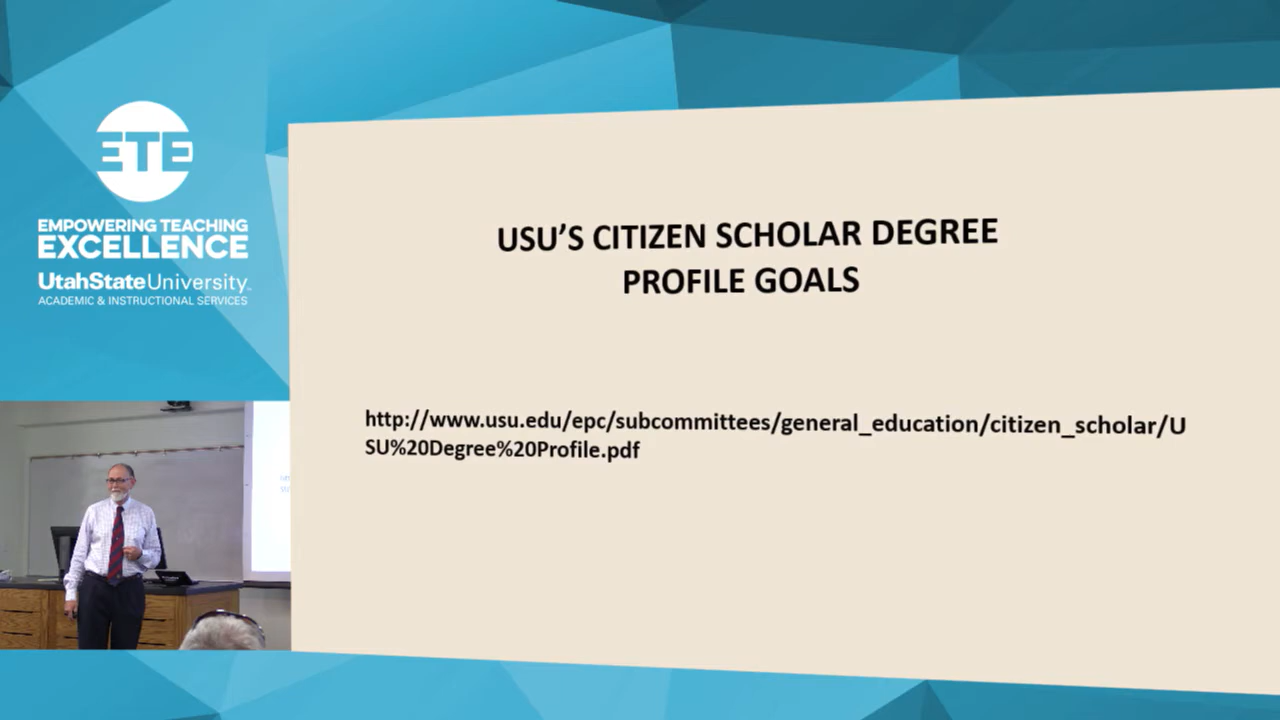 ETE
EMPOWERING TEACHING
EXCELLENCE
UtahState University
ACADEMIC & INSTRUCTIONAL SERVICES
USU'S CITIZEN SCHOLAR DEGREE
PROFILE GOALS
http://www.usu.edu/epc/subcommittees/general_education/citizen_scholar/U
SU%20Degree%20Profile.pdf